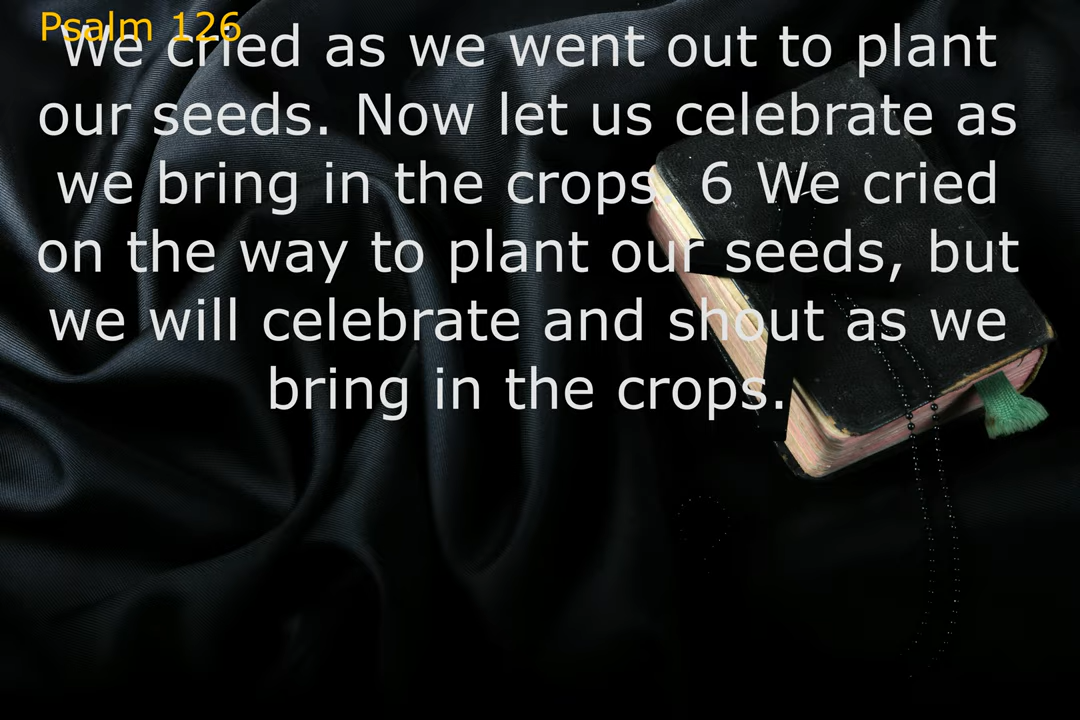 Psalm 126
We cried as we went out to plant
our seeds. Now let us celebrate as
we bring in the crops. 6 We cried
on the way to plant our seeds, but
we will celebrate and shout as we
bring in the crops.